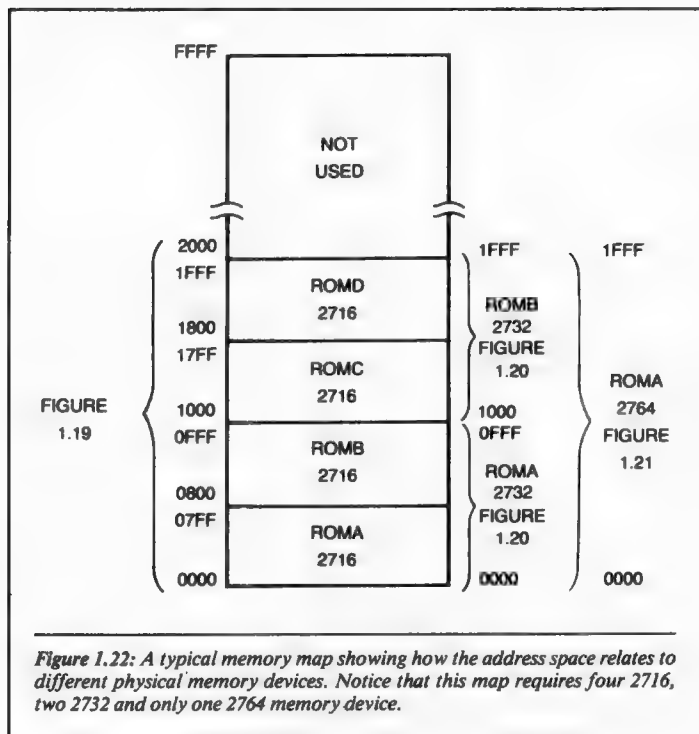 FFFF
NOT
USED
2000
1FFF
1FFF
1FFF
ROMD
2716
ROMB
2732
FIGURE
1.20
1800
17FF
ROMC
2716
FIGURE
1.19
ROMA
2764
FIGURE
1.21
1000
0FFF
1000
0FFF
ROMB
2716
ROMA
2732
FIGURE
1.20
0800
07FF
ROMA
2716
0000
0000
0000
Figure 1.22: A typical memory map showing how the address space relates to
different physical memory devices. Notice that this map requires four 2716,
two 2732 and only one 2764 memory device.